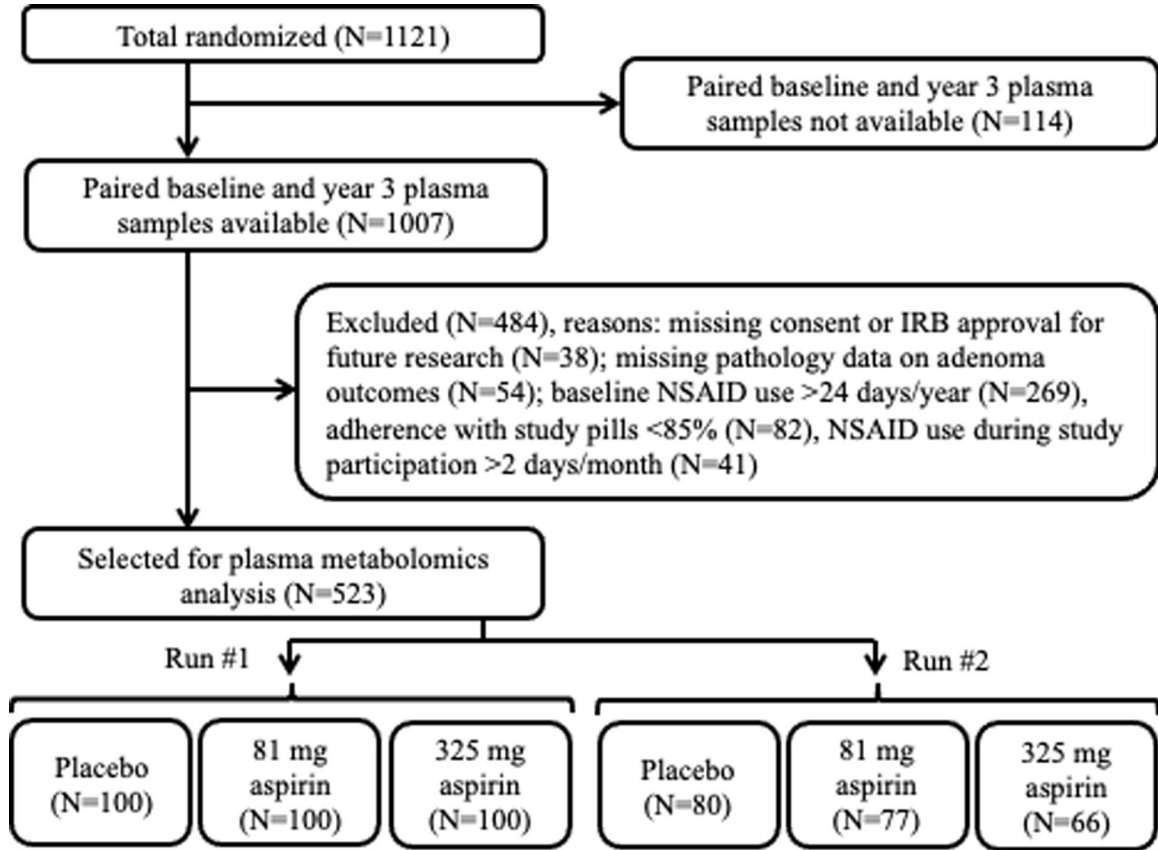 Total randomized (N=1121)
Paired baseline and year 3 plasma
samples not available (N=114)
Paired baseline and year 3 plasma
samples available (N=1007)
Excluded (N=484), reasons: missing consent or IRB approval for
future research (N=38); missing pathology data on adenoma
outcomes (N=54); baseline NSAID use >24 days/year (N=269),
adherence with study pills <85% (N=82), NSAID use during study
participation >2 days/month (N=41)
Selected for plasma metabolomics
analysis (N=523)
Run #1
Run #2
Placebo
(N=100)
81 mg
aspirin
(N=100)
325 mg
aspirin
(N=100)
Placebo
(N=80)
81 mg
aspirin
(N=77)
325 mg
aspirin
(N=66)